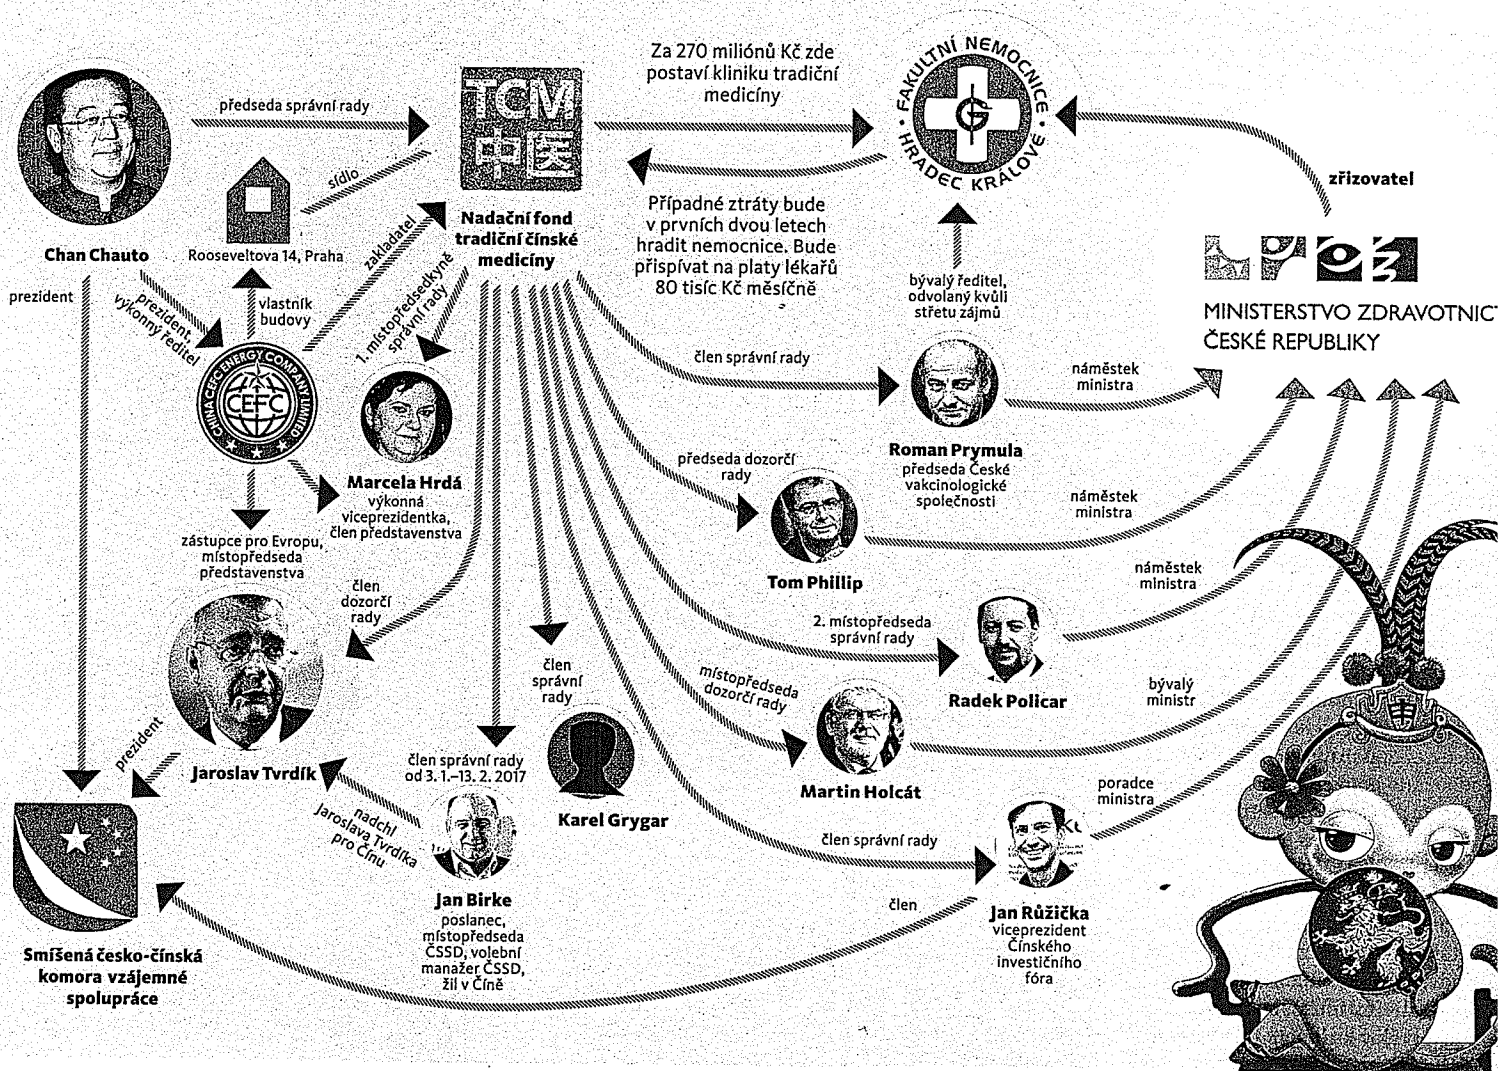 Za 270 miliónů Kč zde
postaví kliniku tradiční
medicíny
FAKULTNÍ NEMOCNICE
HRADEC KRÁLOVÉ
předseda správní rady
TCM
中医
sídlo
zřizovatel
Chan Chauto
Rooseveltova 14, Praha
zakladatel
Nadační fond
tradiční čínské
medicíny
Případné ztráty bude
v prvních dvou letech
hradit nemocnice. Bude
přispívat na platy lékařů
80 tisíc Kč měsíčně
prezident
prezident,
výkonný ředitel
vlastník
budovy
1. místopředsedkyně
správní rady
bývalý ředitel,
odvolaný kvůli
střetu zájmů
MINISTERSTVO ZDRAVOTNIC
ČESKÉ REPUBLIKY
CHINA CEFC ENERGY COMPANY LIMITED
CEFC
člen správní rady
náměstek
ministra
Marcela Hrdá
výkonná
viceprezidentka,
člen představenstva
Roman Prymula
předseda České
vakcinologické
společnosti
předseda dozorčí
rady
náměstek
ministra
zástupce pro Evropu,
místopředseda
představenstva
Tom Phillip
náměstek
ministra
člen
dozorčí
rady
2. místopředseda
správní rady
Radek Policar
člen
správní
rady
místopředseda
dozorčí rady
bývalý
ministr
prezident
Jaroslav Tvrdík
člen správní rady
od 3. 1.–13. 2. 2017
Karel Grygar
Martin Holcát
poradce
ministra
nadchl
Jaroslava Tvrdíka
pro Čínu
člen správní rady
Jan Birke
poslanec,
místopředseda
ČSSD, volební
manažer ČSSD,
žil v Číně
člen
Jan Růžička
viceprezident
Čínského
investičního
fóra
Smíšená česko-čínská
komora vzájemné
spolupráce